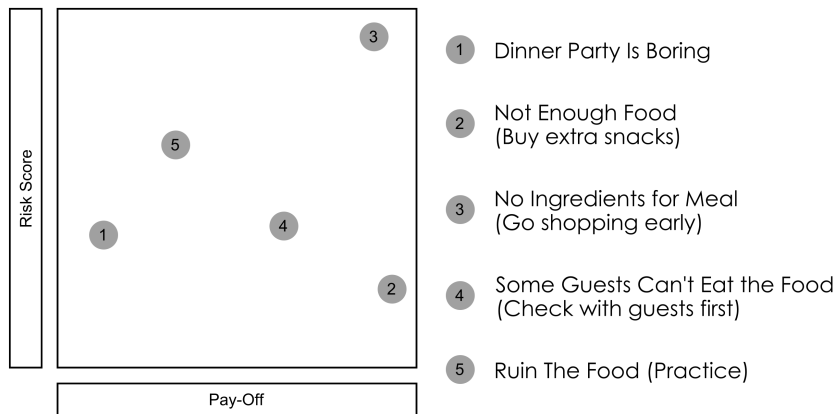 Risk Score
3
5
4
1
2
Pay-Off
1 Dinner Party Is Boring
2 Not Enough Food
(Buy extra snacks)
3 No Ingredients for Meal
(Go shopping early)
4 Some Guests Can't Eat the Food
(Check with guests first)
5 Ruin The Food (Practice)